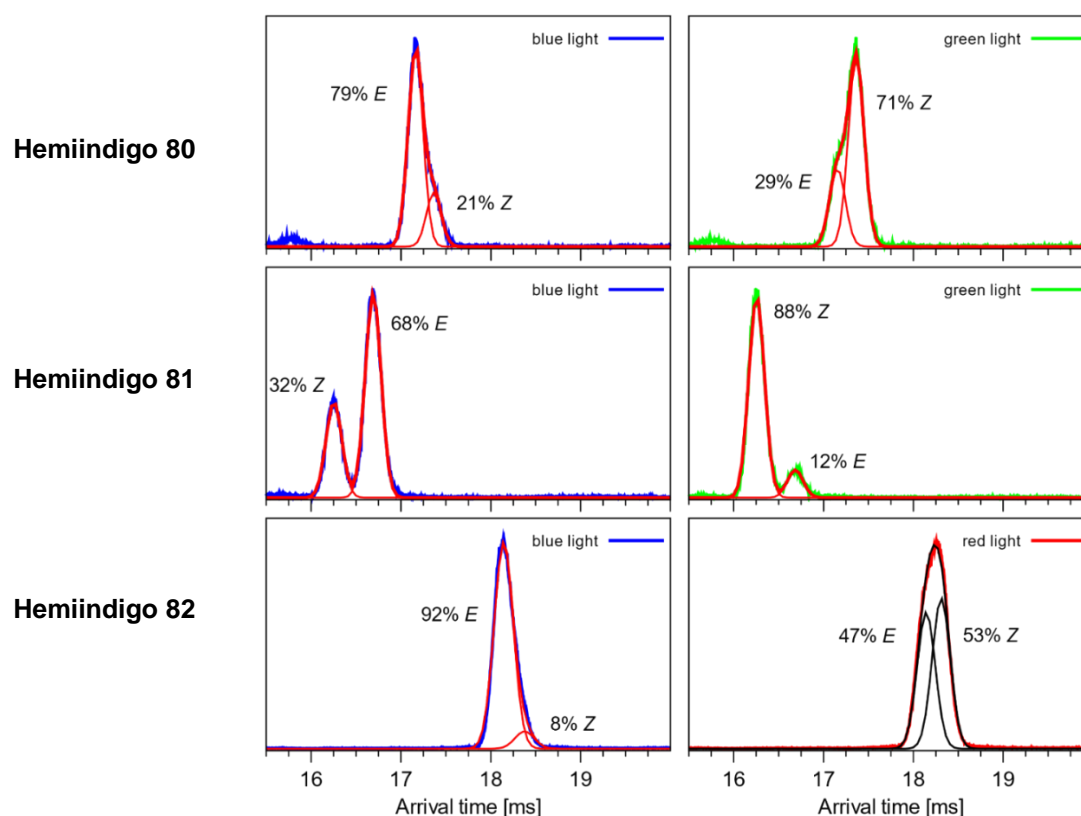 Hemiindigo 80
blue light
79% E
21% Z
green light
71% Z
29% E
Hemiindigo 81
blue light
68% E
32% Z
green light
88% Z
12% E
Hemiindigo 82
blue light
92% E
8% Z
red light
47% E
53% Z
16 17 18 19
Arrival time [ms]
16 17 18 19
Arrival time [ms]